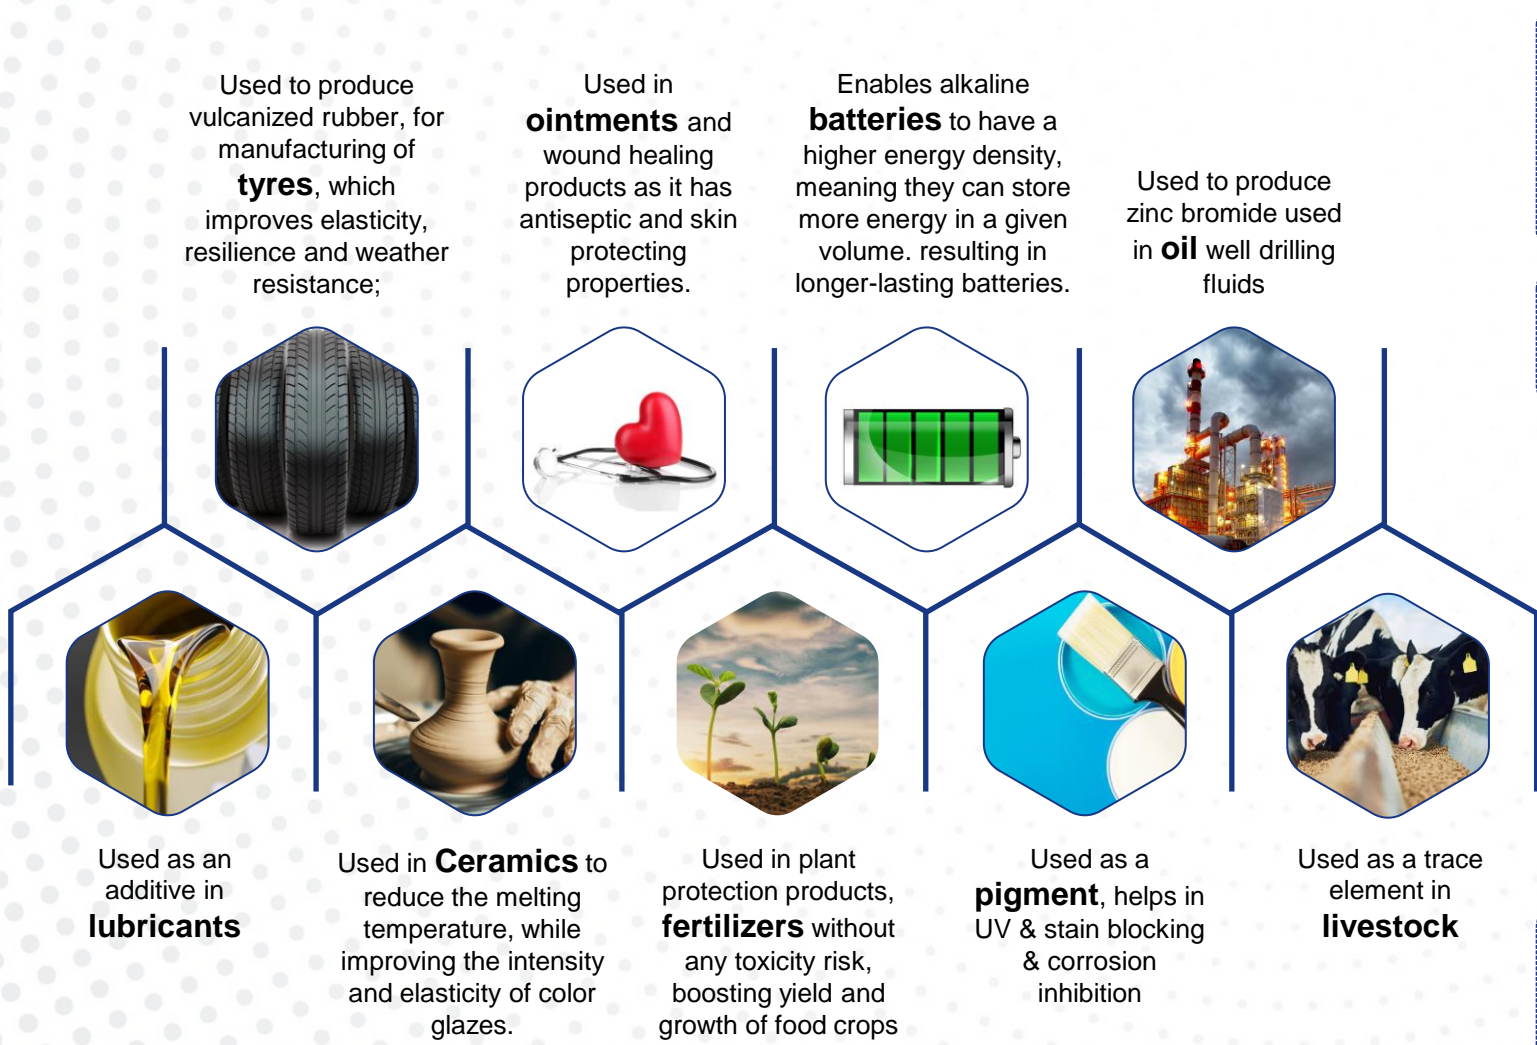 Used to produce
vulcanized rubber, for
manufacturing of
tyres, which
improves elasticity,
resilience and weather
resistance;
Used in
ointments and
wound healing
products as it has
antiseptic and skin
protecting
properties.
Enables alkaline
batteries to have a
higher energy density,
meaning they can store
more energy in a given
volume. resulting in
longer-lasting batteries.
Used to produce
zinc bromide used
in oil well drilling
fluids
Used as an
additive in
lubricants
Used in Ceramics to
reduce the melting
temperature, while
improving the intensity
and elasticity of color
glazes.
Used in plant
protection products,
fertilizers without
any toxicity risk,
boosting yield and
growth of food crops
Used as a
pigment, helps in
UV & stain blocking
& corrosion
inhibition
Used as a trace
element in
livestock